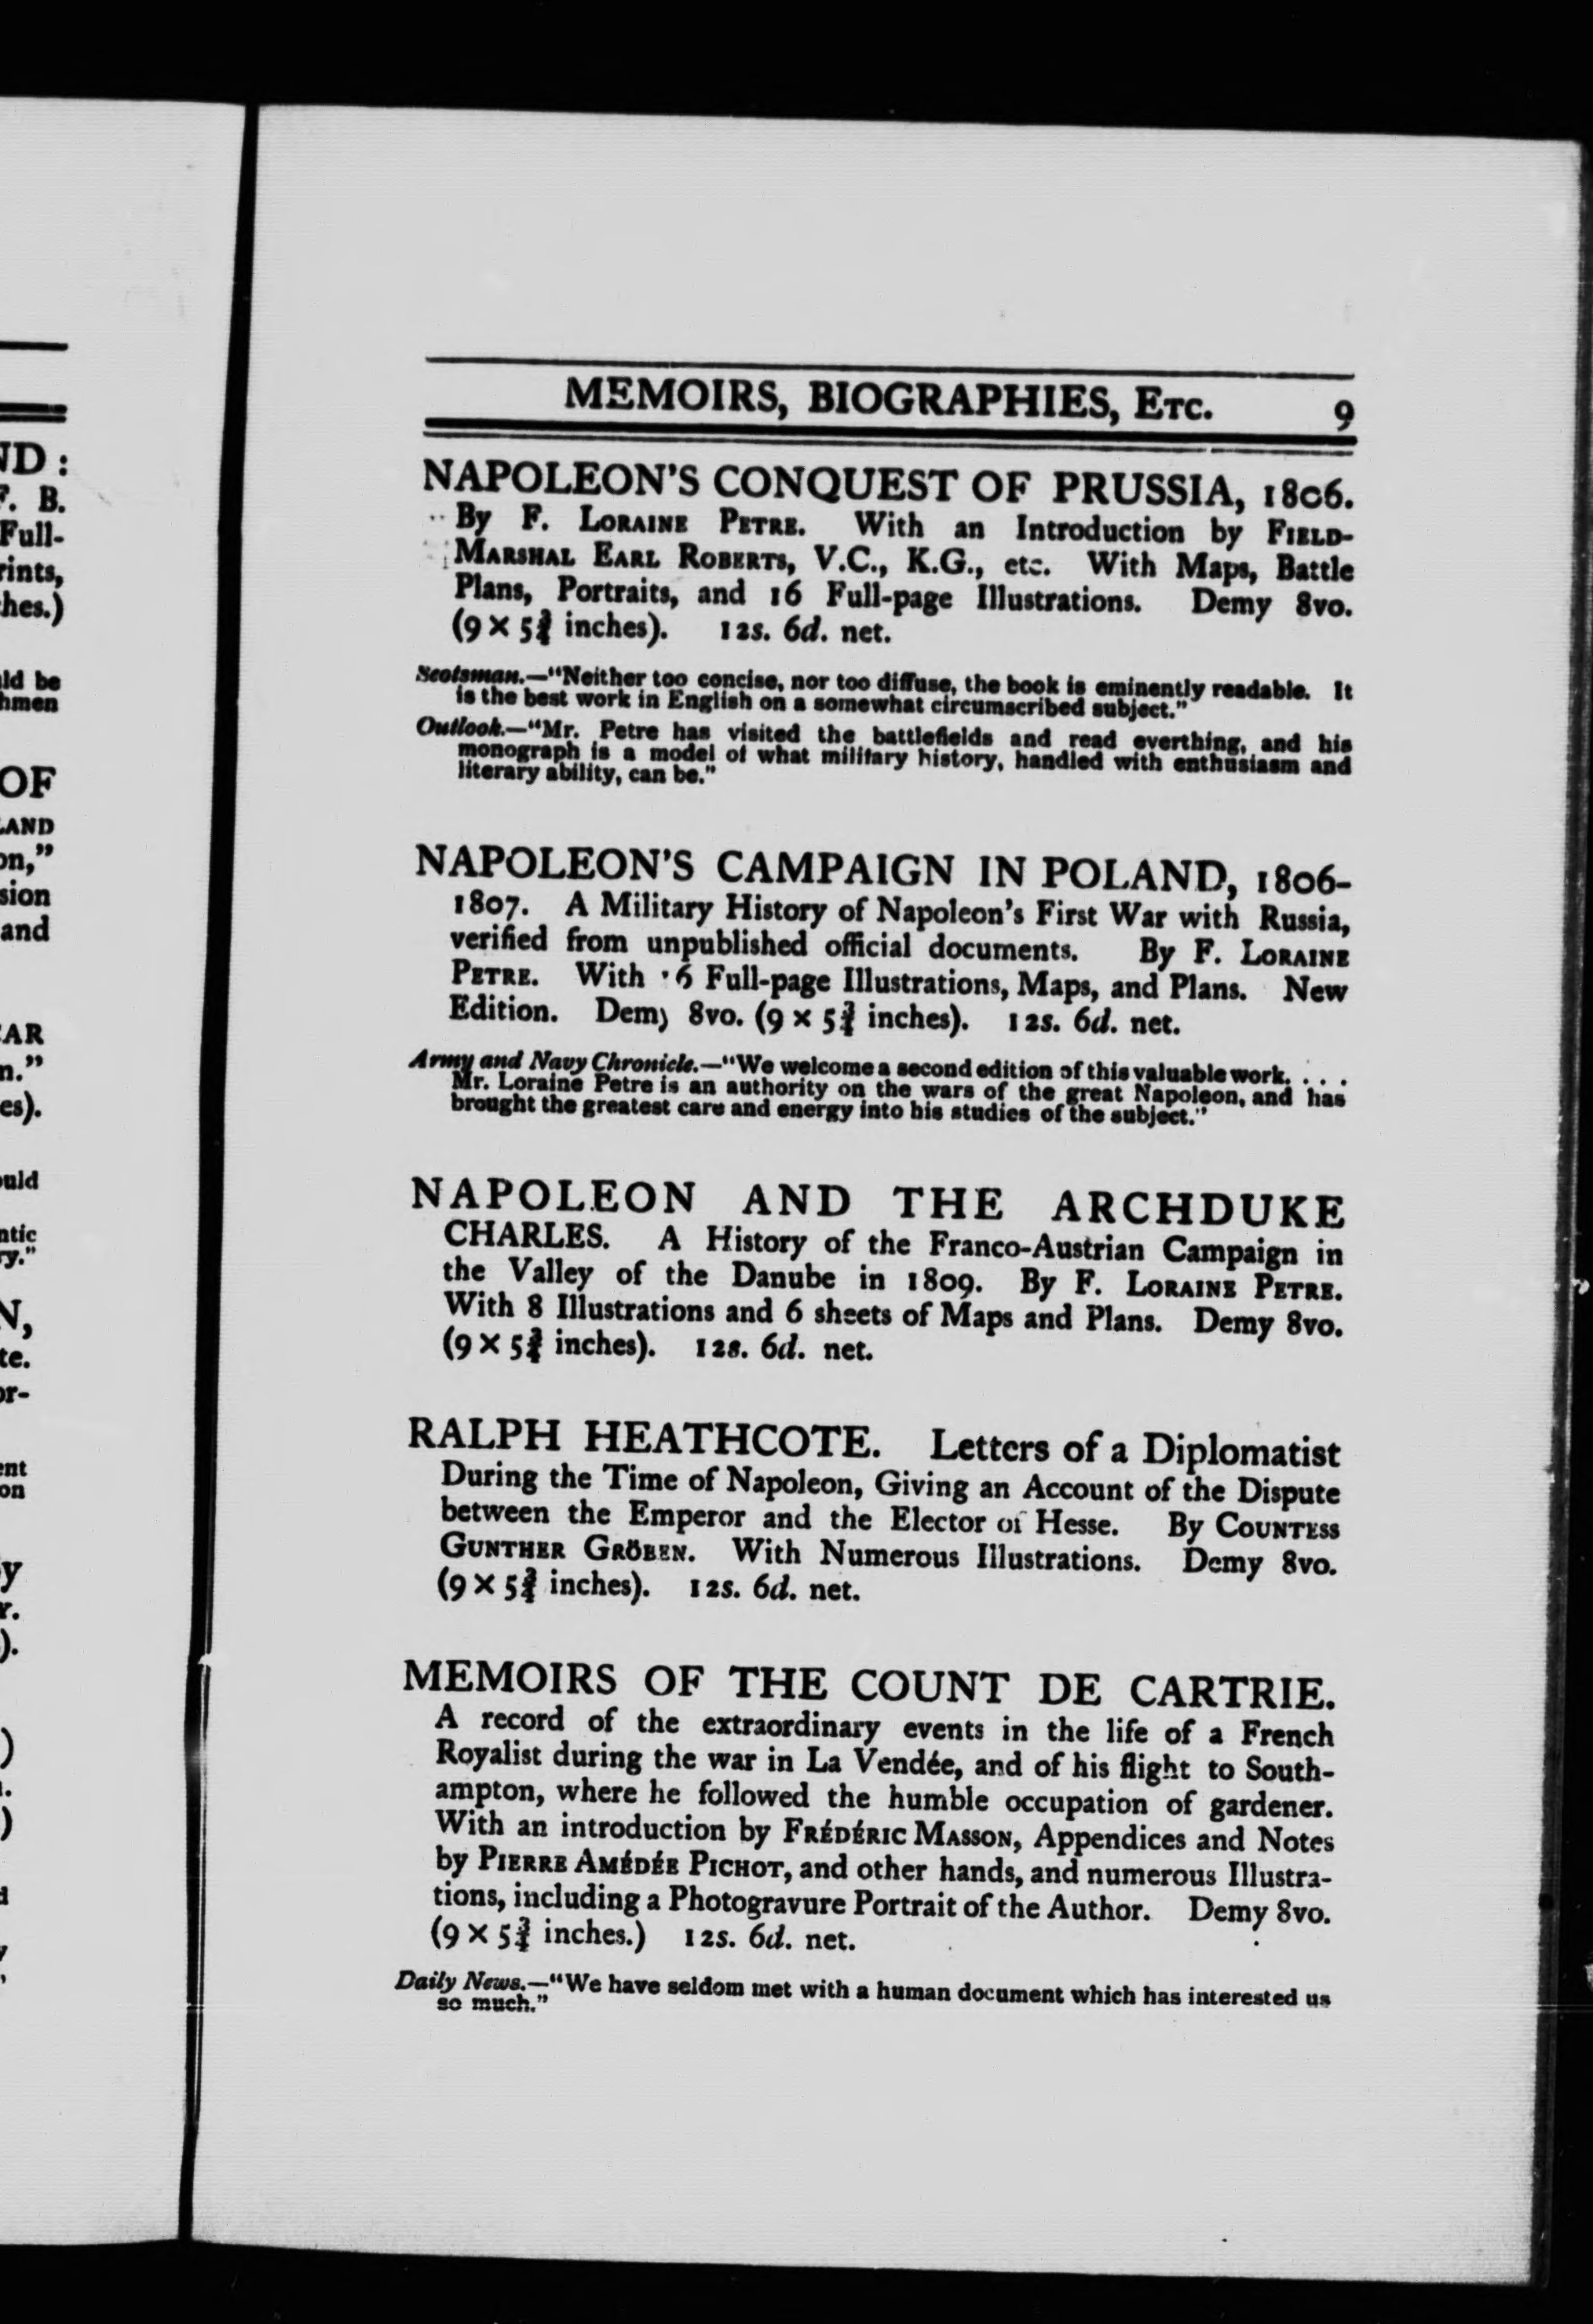 MEMOIRS, BIOGRAPHIES, ETC. 9
NAPOLEON'S CONQUEST OF PRUSSIA, 1806.
By F. LORAINE PETRE. With an Introduction by FIELD-
MARSHAL EARL ROBERTS, V.C., K.G., etc. With Maps, Battle
Plans, Portraits, and 16 Full-page Illustrations. Demy 8vo.
(9 × 5¾ inches). 12s. 6d. net.
Scotsman.—"Neither too concise, nor too diffuse, the book is eminently readable. It
is the best work in English on a somewhat circumscribed subject."
Outlook.—"Mr. Petre has visited the battlefields and read everthing, and his
monograph is a model of what military history, handled with enthusiasm and
literary ability, can be."
NAPOLEON'S CAMPAIGN IN POLAND, 1806-
1807. A Military History of Napoleon's First War with Russia,
verified from unpublished official documents. By F. LORAINE
PETRE. With 16 Full-page Illustrations, Maps, and Plans. New
Edition. Demy 8vo. (9 × 5¾ inches). 12s. 6d. net.
Army and Navy Chronicle.—"We welcome a second edition of this valuable work. . . .
Mr. Loraine Petre is an authority on the wars of the great Napoleon, and has
brought the greatest care and energy into his studies of the subject."
NAPOLEON AND THE ARCHDUKE
CHARLES. A History of the Franco-Austrian Campaign in
the Valley of the Danube in 1809. By F. LORAINE PETRE.
With 8 Illustrations and 6 sheets of Maps and Plans. Demy 8vo.
(9 × 5¾ inches). 12s. 6d. net.
RALPH HEATHCOTE. Letters of a Diplomatist
During the Time of Napoleon, Giving an Account of the Dispute
between the Emperor and the Elector of Hesse. By COUNTESS
GUNTHER GRÖBEN. With Numerous Illustrations. Demy 8vo.
(9 × 5¾ inches). 12s. 6d. net.
MEMOIRS OF THE COUNT DE CARTRIE.
A record of the extraordinary events in the life of a French
Royalist during the war in La Vendée, and of his flight to South-
ampton, where he followed the humble occupation of gardener.
With an introduction by FRÉDÉRIC MASSON, Appendices and Notes
by PIERRE AMÉDÉE PICHOT, and other hands, and numerous Illustra-
tions, including a Photogravure Portrait of the Author. Demy 8vo.
(9 × 5¾ inches.) 12s. 6d. net.
Daily News.—"We have seldom met with a human document which has interested us
so much."